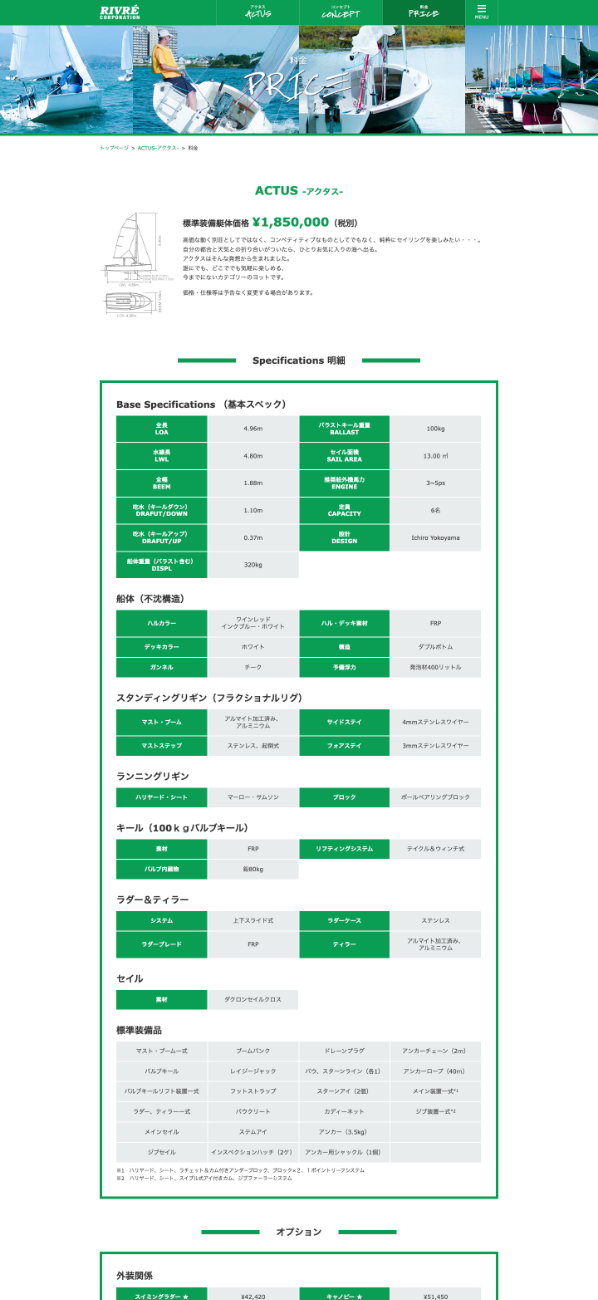 RIVRÉ
CORPORATION
アクタス
ACTUS
コンセプト
CONCEPT
料金
PRICE
MENU
料金
PRICE
トップページ > ACTUS-アクタス- > 料金
ACTUS -アクタス-
標準装備艇体価格 ¥1,850,000（税別）
高価な動く別荘としてではなく、コンペティティブなものとしてでもなく、純粋にセイリングを楽しみたい・・・。
自分の都合と天気との折り合いがついたら、ひとりお気に入りの海へ出る。
アクタスはそんな発想から生まれました。
誰にでも、どこででも気軽に楽しめる、
今までにないカテゴリーのヨットです。
価格・仕様等は予告なく変更する場合があります。
Specifications 明細
Base Specifications （基本スペック）
全長
LOA
4.96m
バラストキール重量
BALLAST
100kg
水線長
LWL
4.80m
セイル面積
SAIL AREA
13.00 ㎡
全幅
BEEM
1.88m
推奨船外機馬力
ENGINE
3~5ps
吃水（キールダウン）
DRAFUT/DOWN
1.10m
定員
CAPACITY
6名
吃水（キールアップ）
DRAFUT/UP
0.37m
設計
DESIGN
Ichiro Yokoyama
船体重量（バラスト含む）
DISPL
320kg
船体（不沈構造）
ハルカラー
ワインレッド
インクブルー・ホワイト
ハル・デッキ素材
FRP
デッキカラー
ホワイト
構造
ダブルボトム
ガンネル
チーク
予備浮力
発泡材400リットル
スタンディングリギン（フラクショナルリグ）
マスト・ブーム
アルマイト加工済み、
アルミニウム
サイドステイ
4mmステンレスワイヤー
マストステップ
ステンレス、起倒式
フォアステイ
3mmステンレスワイヤー
ランニングリギン
ハリヤード・シート
マーロー・サムソン
ブロック
ボールベアリングブロック
キール（100ｋｇバルブキール）
素材
FRP
リフティングシステム
テイクル＆ウィンチ式
バルブ内蔵物
鉛80kg
ラダー＆ティラー
システム
上下スライド式
ラダーケース
ステンレス
ラダーブレード
FRP
ティラー
アルマイト加工済み、
アルミニウム
セイル
素材
ダクロンセイルクロス
標準装備品
マスト・ブーム一式
ブームバンク
ドレーンプラグ
アンカーチェーン（2m）
バルブキール
レイジージャック
バウ、スターンライン（各1）
アンカーロープ（40m）
バルブキールリフト装置一式
フットストラップ
スターンアイ（2個）
メイン装置一式*¹
ラダー、ティラー一式
バウクリート
カディーネット
ジブ装置一式*²
メインセイル
ステムアイ
アンカー（3.5kg）
ジブセイル
インスペクションハッチ（2ケ）
アンカー用シャックル（1個）
※1 ハリヤード、シート、ラチェット＆カム付きアンダーブロック、ブロック×２、１ポイントリーフシステム
※2 ハリヤード、シート、スイブル式アイ付きカム、ジブファーラーシステム
オプション
外装関係
スイミングラダー ★
¥42,420
キャノピー ★
¥51,450